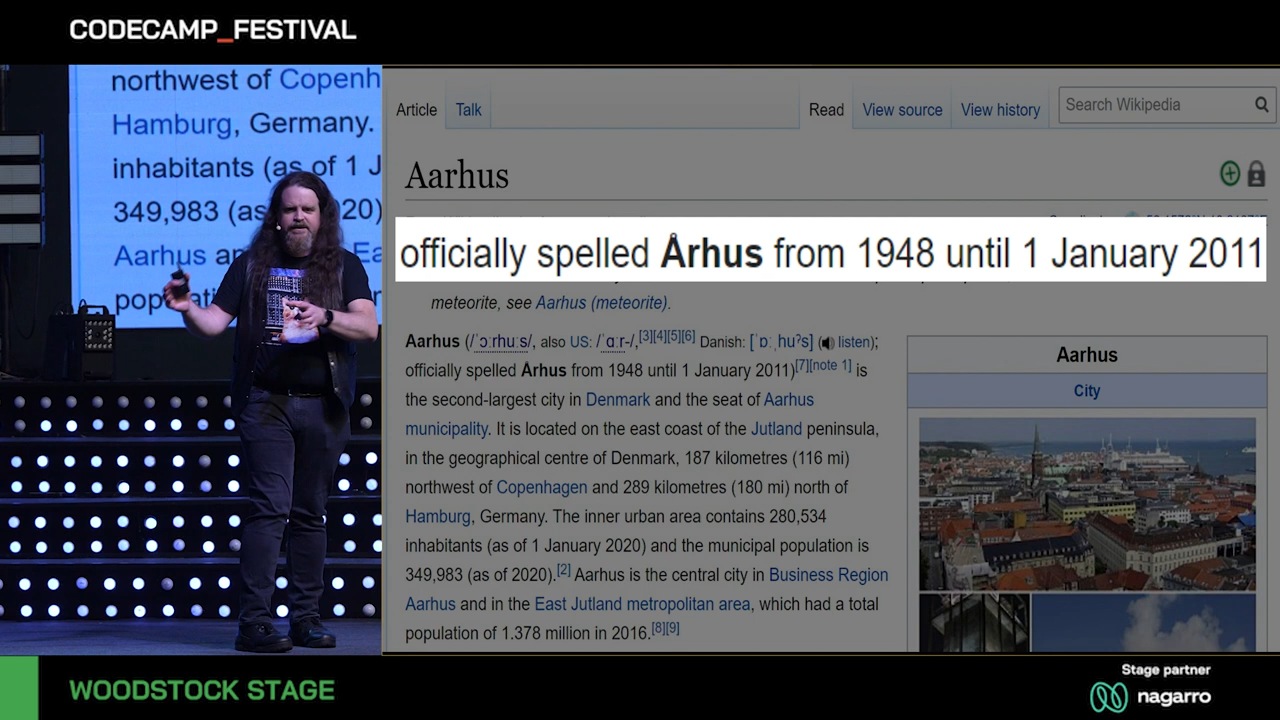 CODECAMP_FESTIVAL
northwest of Copenh
Hamburg, Germany.
inhabitants (as of 1 J
349,983 (as 20)
Aarhus an Ea
populati
Article Talk Read View source View history Search Wikipedia
Aarhus
officially spelled Århus from 1948 until 1 January 2011
meteorite, see Aarhus (meteorite).
Aarhus (/ˈɔːrhuːs/, also US: /ˈɑːr-/,[3][4][5][6] Danish: [ˈɒːˌhuˀs] (listen);
officially spelled Århus from 1948 until 1 January 2011)[7][note 1] is
the second-largest city in Denmark and the seat of Aarhus
municipality. It is located on the east coast of the Jutland peninsula,
in the geographical centre of Denmark, 187 kilometres (116 mi)
northwest of Copenhagen and 289 kilometres (180 mi) north of
Hamburg, Germany. The inner urban area contains 280,534
inhabitants (as of 1 January 2020) and the municipal population is
349,983 (as of 2020).[2] Aarhus is the central city in Business Region
Aarhus and in the East Jutland metropolitan area, which had a total
population of 1.378 million in 2016.[8][9]
Aarhus
City
WOODSTOCK STAGE
Stage partner
nagarro